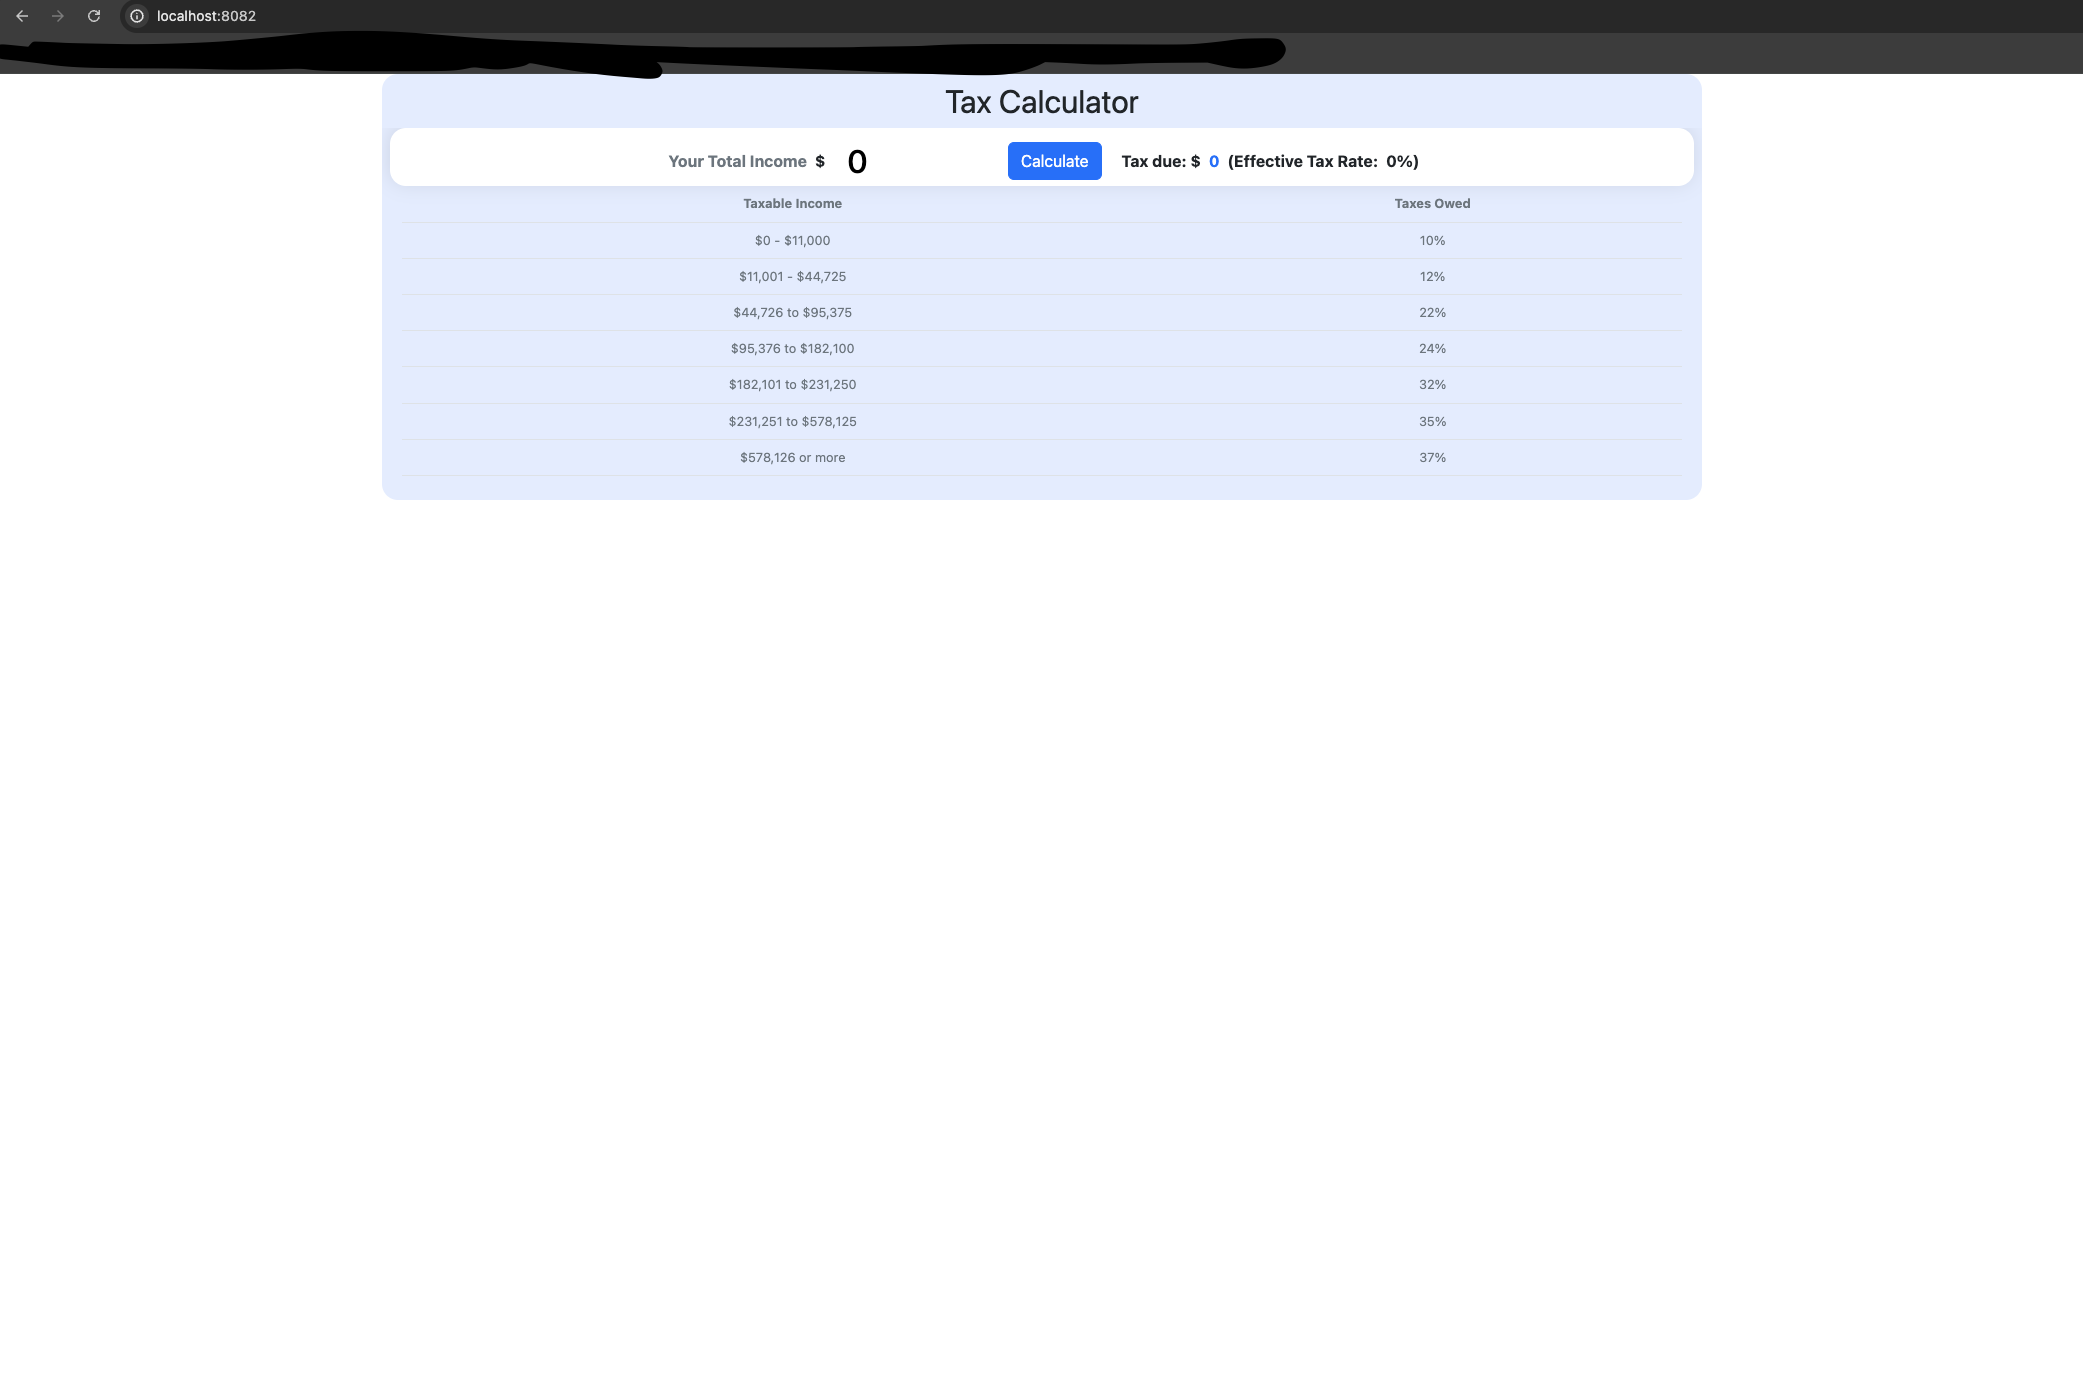 localhost:8082
Tax Calculator
Your Total Income $ 0 Calculate Tax due: $ 0 (Effective Tax Rate: 0%)
Taxable Income Taxes Owed
$0 - $11,000 10%
$11,001 - $44,725 12%
$44,726 to $95,375 22%
$95,376 to $182,100 24%
$182,101 to $231,250 32%
$231,251 to $578,125 35%
$578,126 or more 37%